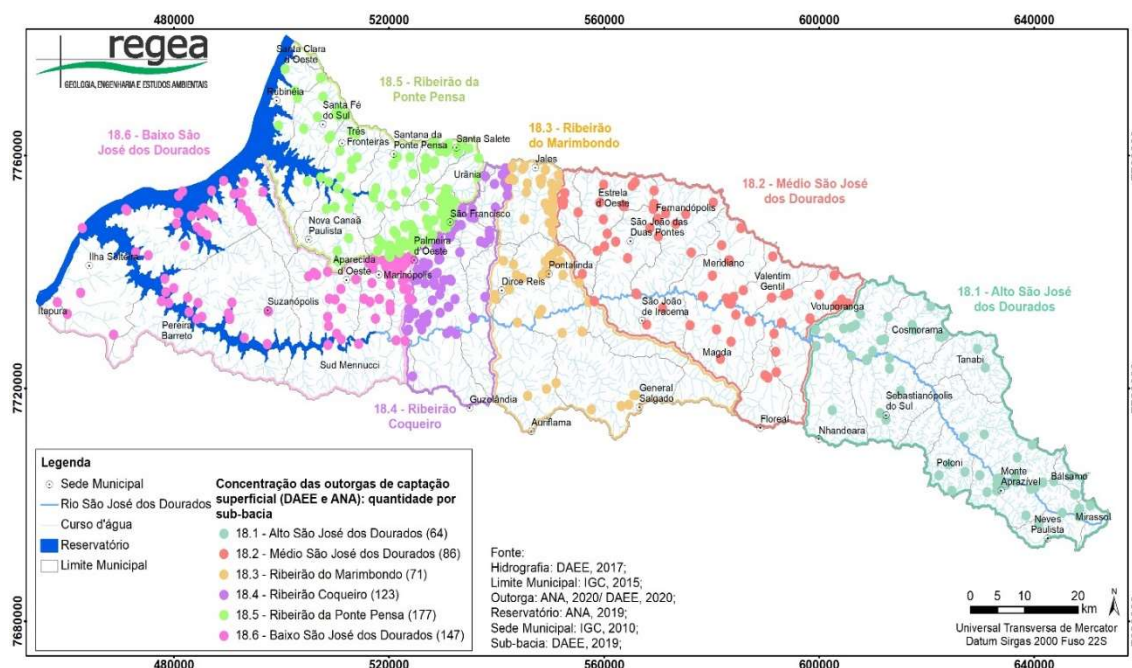 480000
520000
560000
600000
640000
regea
GEOLOGIA, ENGENHARIA E ESTUDOS AMBIENTAIS
7760000
7720000
7680000
18.5 - Ribeirão da
Ponte Pensa
18.6 - Baixo São
José dos Dourados
18.3 - Ribeirão
do Marimbondo
18.2 - Médio São José
dos Dourados
18.1 - Alto São José
dos Dourados
18.4 - Ribeirão
Coqueiro
Santa Clara
d'Oeste
Rubinéia
Santa Fé
do Sul
Três
Fronteiras
Santana da
Ponte Pensa
Santa Salete
Urânia
Jales
São Francisco
Nova Canaã
Paulista
Palmeira
d'Oeste
Aparecida
d'Oeste
Marinópolis
Dirce Reis
Pontalinda
Estrela
d'Oeste
Fernandópolis
São João das
Duas Pontes
Meridiano
Valentim
Gentil
Votuporanga
São João
de Iracema
Magda
Ilha Solteira
Itapura
Suzanópolis
Pereira
Barreto
Sud Mennucci
Guzolândia
Auriflama
General
Salgado
Floreal
Nhandeara
Cosmorama
Tanabi
Sebastianópolis
do Sul
Poloni
Monte
Aprazível
Bálsamo
Mirassol
Neves
Paulista
Legenda
Sede Municipal
Rio São José dos Dourados
Curso d'água
Reservatório
Limite Municipal
Concentração das outorgas de captação
superficial (DAEE e ANA): quantidade por
sub-bacia
18.1 - Alto São José dos Dourados (64)
18.2 - Médio São José dos Dourados (86)
18.3 - Ribeirão do Marimbondo (71)
18.4 - Ribeirão Coqueiro (123)
18.5 - Ribeirão da Ponte Pensa (177)
18.6 - Baixo São José dos Dourados (147)
Fonte:
Hidrografia: DAEE, 2017;
Limite Municipal: IGC, 2015;
Outorga: ANA, 2020/ DAEE, 2020;
Reservatório: ANA, 2019;
Sede Municipal: IGC, 2010;
Sub-bacia: DAEE, 2019;
0 5 10 20
km
N
Universal Transversa de Mercator
Datum Sirgas 2000 Fuso 22S
480000
520000
560000
600000
640000